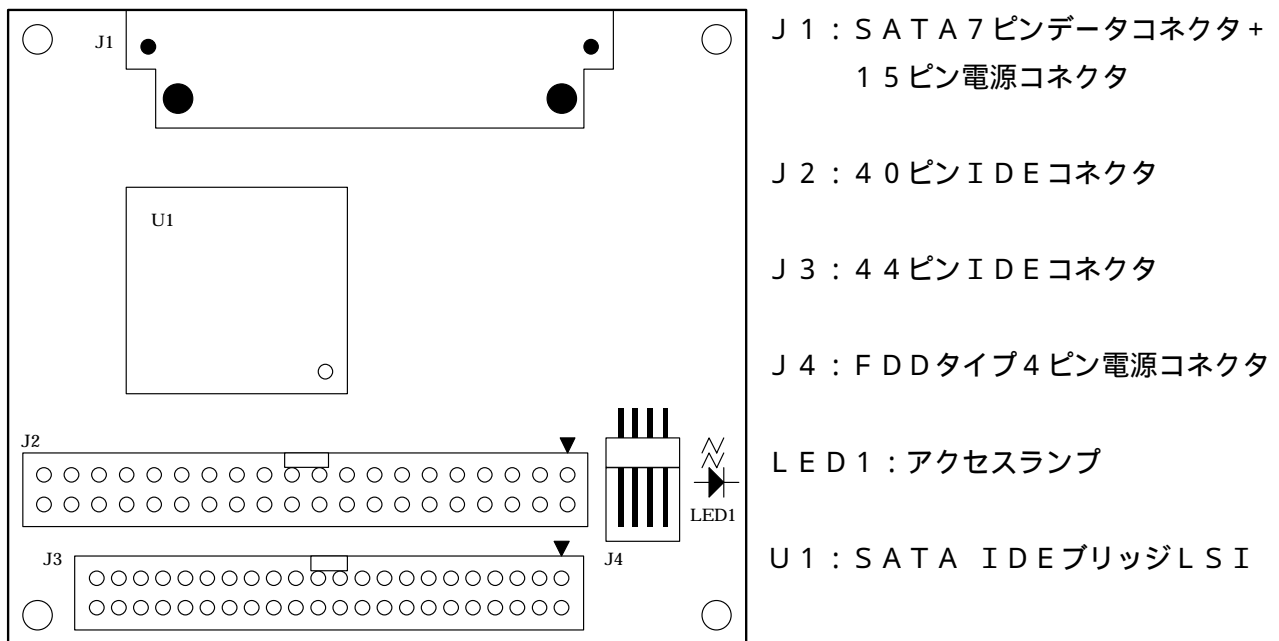 J1
U1
J2
J3
J4
LED1
Ｊ１：ＳＡＴＡ７ピンデータコネクタ+
１５ピン電源コネクタ
Ｊ２：４０ピンＩＤＥコネクタ
Ｊ３：４４ピンＩＤＥコネクタ
Ｊ４：ＦＤＤタイプ４ピン電源コネクタ
ＬＥＤ１：アクセスランプ
Ｕ１：ＳＡＴＡ ＩＤＥブリッジＬＳＩ